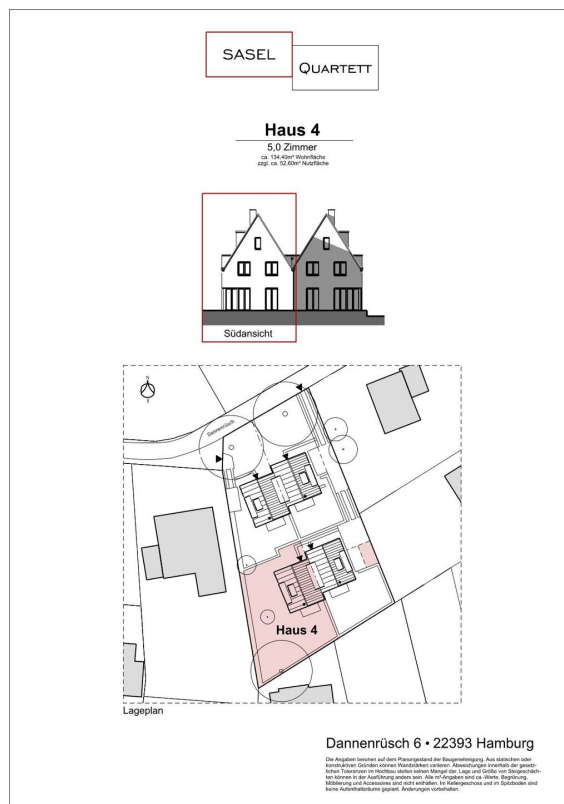 SASEL
QUARTETT
Haus 4
5,0 Zimmer
ca. 134,40m² Wohnfläche
zzgl. ca. 52,60m² Nutzfläche
Südansicht
N
S
Dannenrüsch
Haus 4
Lageplan
Dannenrüsch 6 • 22393 Hamburg
Die Angaben beruhen auf dem Planungsstand der Baugenehmigung. Aus statischen oder
konstruktiven Gründen können Wandstärken variieren. Abweichungen innerhalb der gesetz-
lichen Toleranzen im Hochbau stellen keinen Mangel dar. Lage und Größe von Steigeschäch-
ten können in der Ausführung anders sein. Alle m²-Angaben sind ca.-Werte. Begrünung,
Möblierung und Accessoires sind nicht enthalten. Im Kellergeschoss und im Spitzboden sind
keine Aufenthaltsräume geplant. Änderungen vorbehalten.